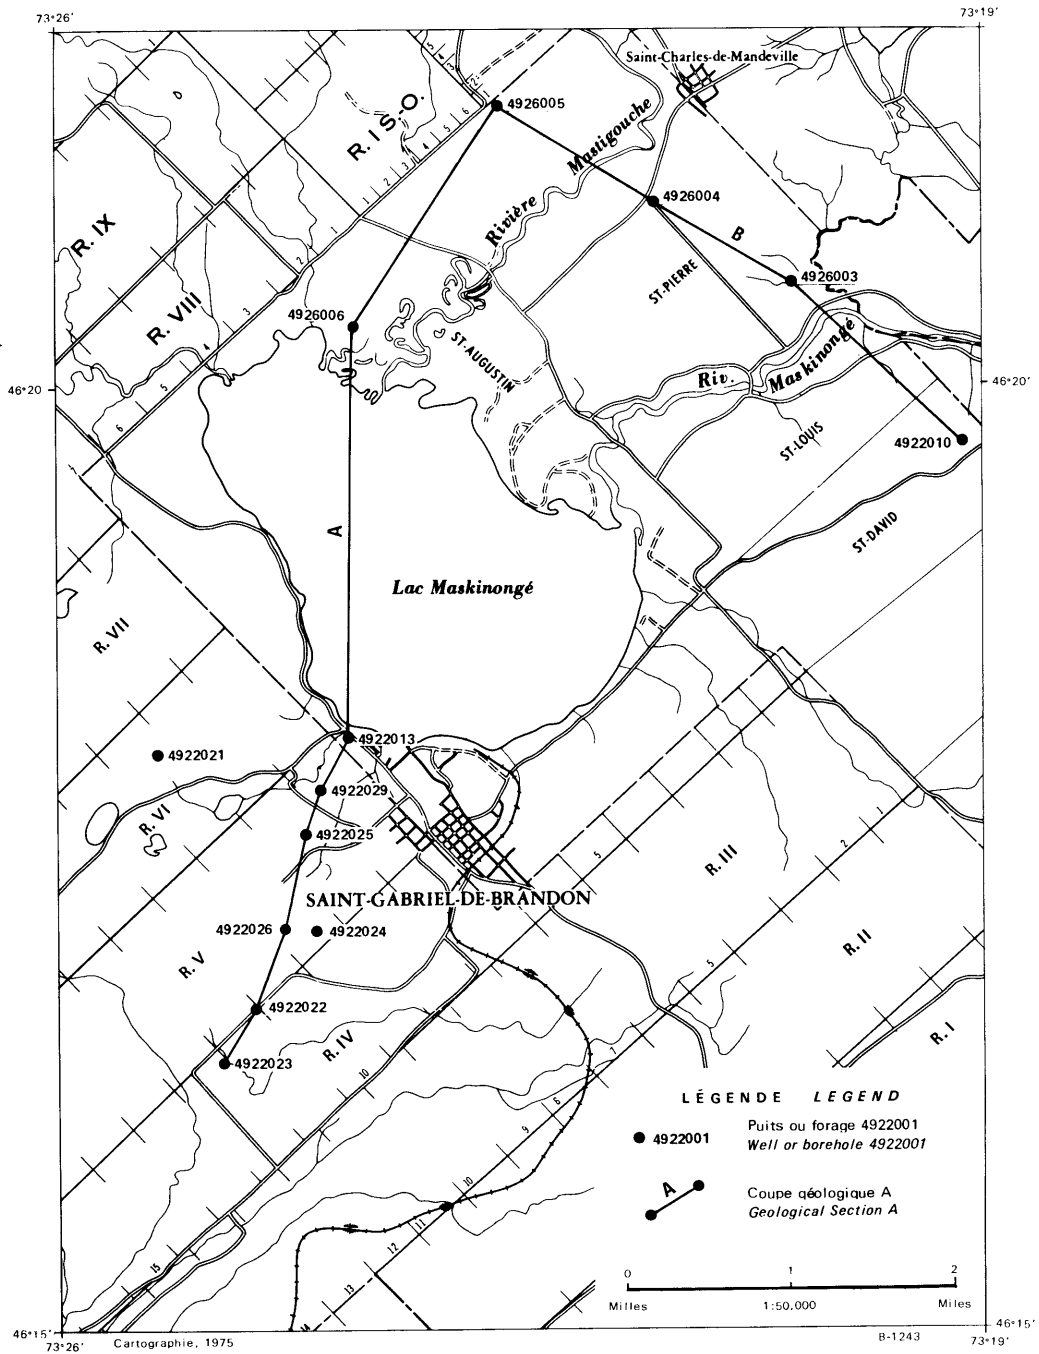 73°26'
73°19'
Saint-Charles-de-Mandeville
4926005
R. I S.-O.
Rivière Mastigouche
4926004
B
R. IX
ST-PIERRE
4926003
R. VIII
4926006
ST-AUGUSTIN
Riv. Maskinongé
46°20'
46°20'
ST-LOUIS
4922010
A
ST-DAVID
Lac Maskinongé
R. VII
4922013
4922021
4922029
R. VI
4922025
R. III
SAINT-GABRIEL-DE-BRANDON
4922026
4922024
R. II
R. V
4922022
R. IV
R. I
4922023
LÉGENDE LEGEND
4922001
Puits ou forage 4922001
Well or borehole 4922001
A
Coupe géologique A
Geological Section A
0 1 2
Milles 1:50.000 Miles
46°15'
46°15'
73°26'
Cartographie, 1975
B-1243
73°19'